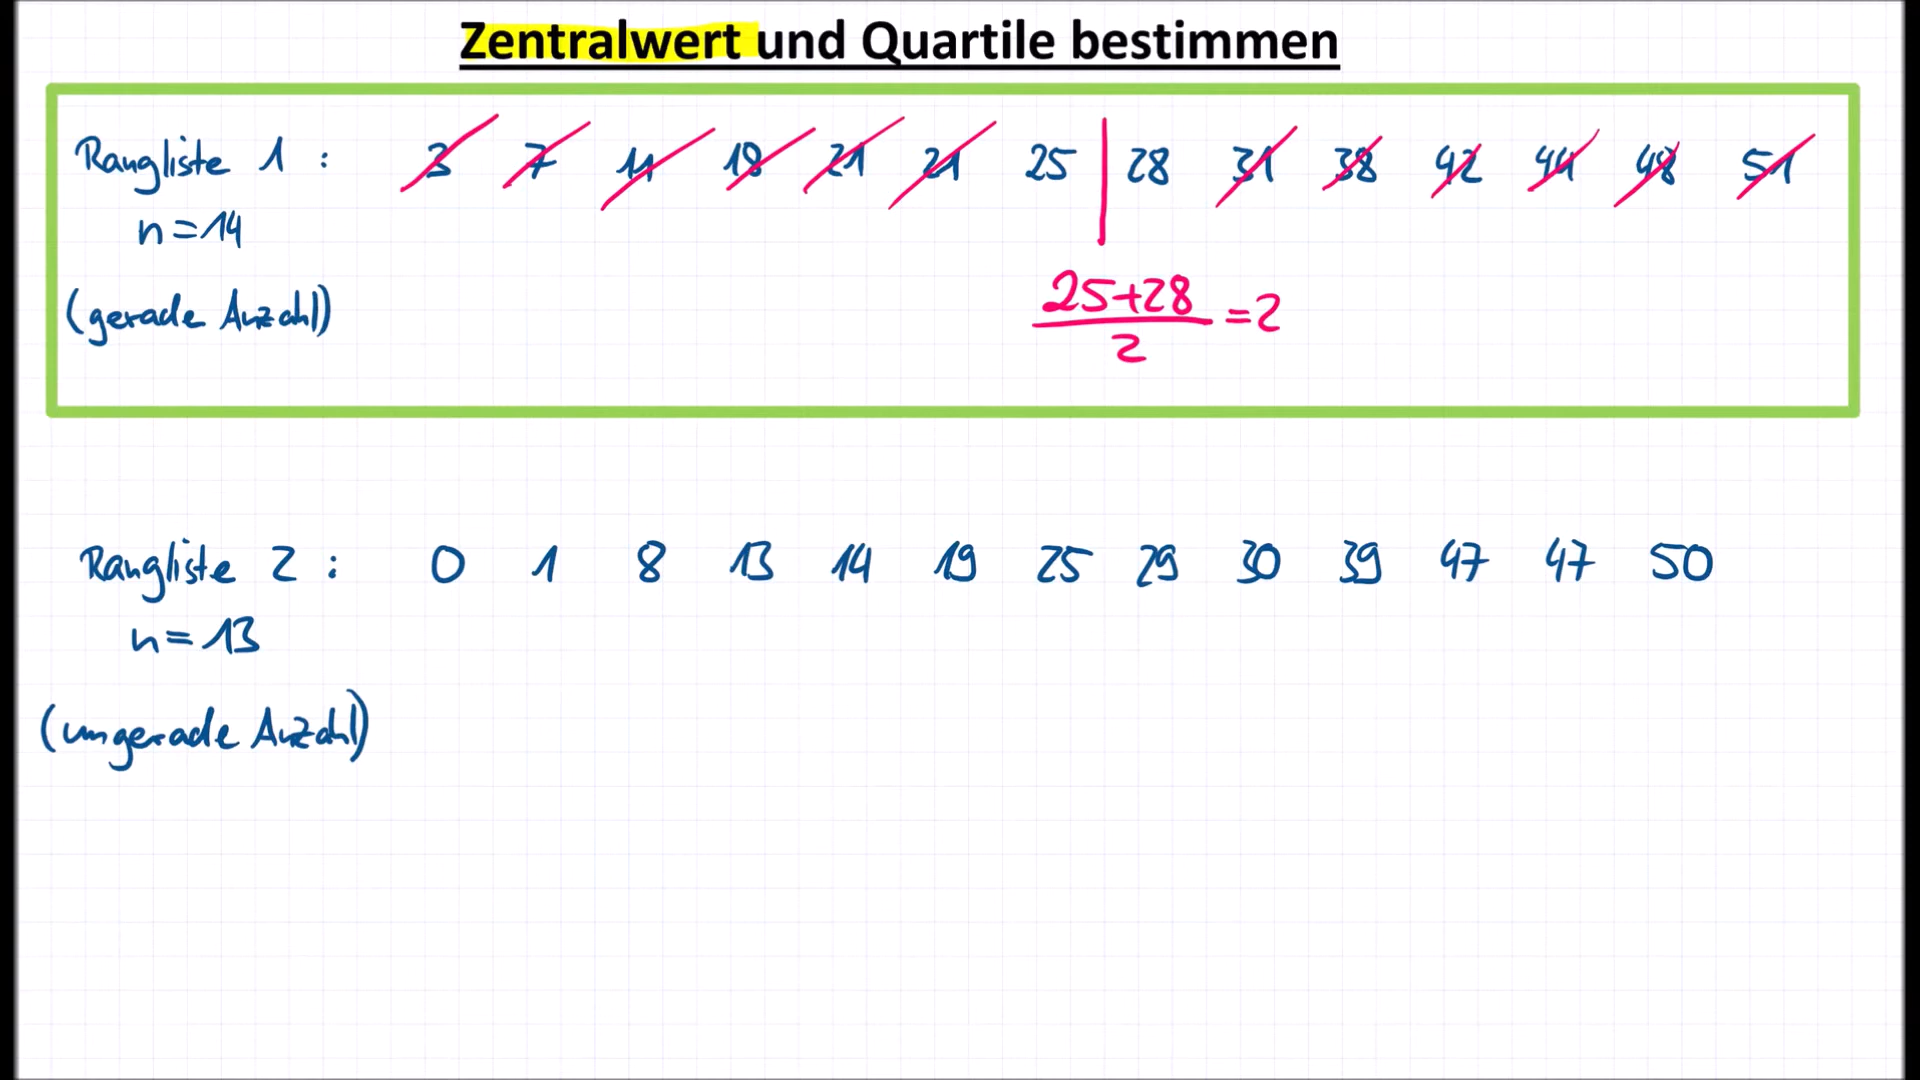 Zentralwert und Quartile bestimmen
Rangliste 1 : 3 7 11 18 21 21 25 | 28 31 38 42 44 48 51
n=14
(gerade Anzahl)
25+28
=2
2
Rangliste 2 : 0 1 8 13 14 19 25 29 30 39 47 47 50
n=13
(ungerade Anzahl)